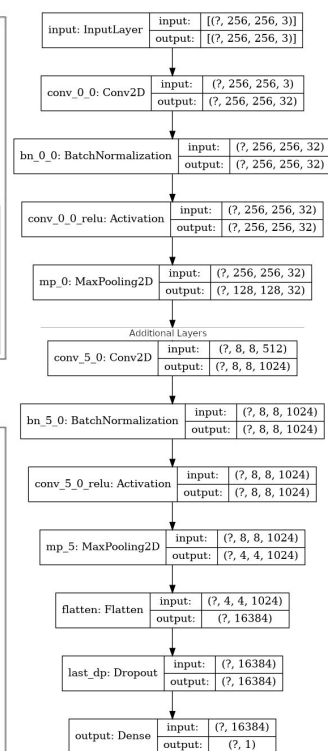 input: InputLayer input: [(?, 256, 256, 3)]
output: [(?, 256, 256, 3)]
conv_0_0: Conv2D input: (?, 256, 256, 3)
output: (?, 256, 256, 32)
bn_0_0: BatchNormalization input: (?, 256, 256, 32)
output: (?, 256, 256, 32)
conv_0_0_relu: Activation input: (?, 256, 256, 32)
output: (?, 256, 256, 32)
mp_0: MaxPooling2D input: (?, 256, 256, 32)
output: (?, 128, 128, 32)
Additional Layers
conv_5_0: Conv2D input: (?, 8, 8, 512)
output: (?, 8, 8, 1024)
bn_5_0: BatchNormalization input: (?, 8, 8, 1024)
output: (?, 8, 8, 1024)
conv_5_0_relu: Activation input: (?, 8, 8, 1024)
output: (?, 8, 8, 1024)
mp_5: MaxPooling2D input: (?, 8, 8, 1024)
output: (?, 4, 4, 1024)
flatten: Flatten input: (?, 4, 4, 1024)
output: (?, 16384)
last_dp: Dropout input: (?, 16384)
output: (?, 16384)
output: Dense input: (?, 16384)
output: (?, 1)